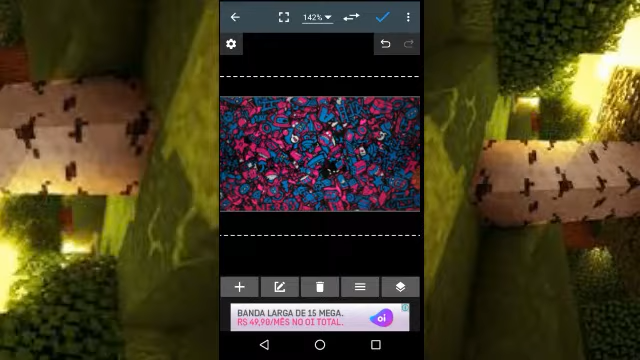 142%
BANDA LARGA DE 15 MEGA.
R$ 49,90/MÊS NO OI TOTAL.
oi